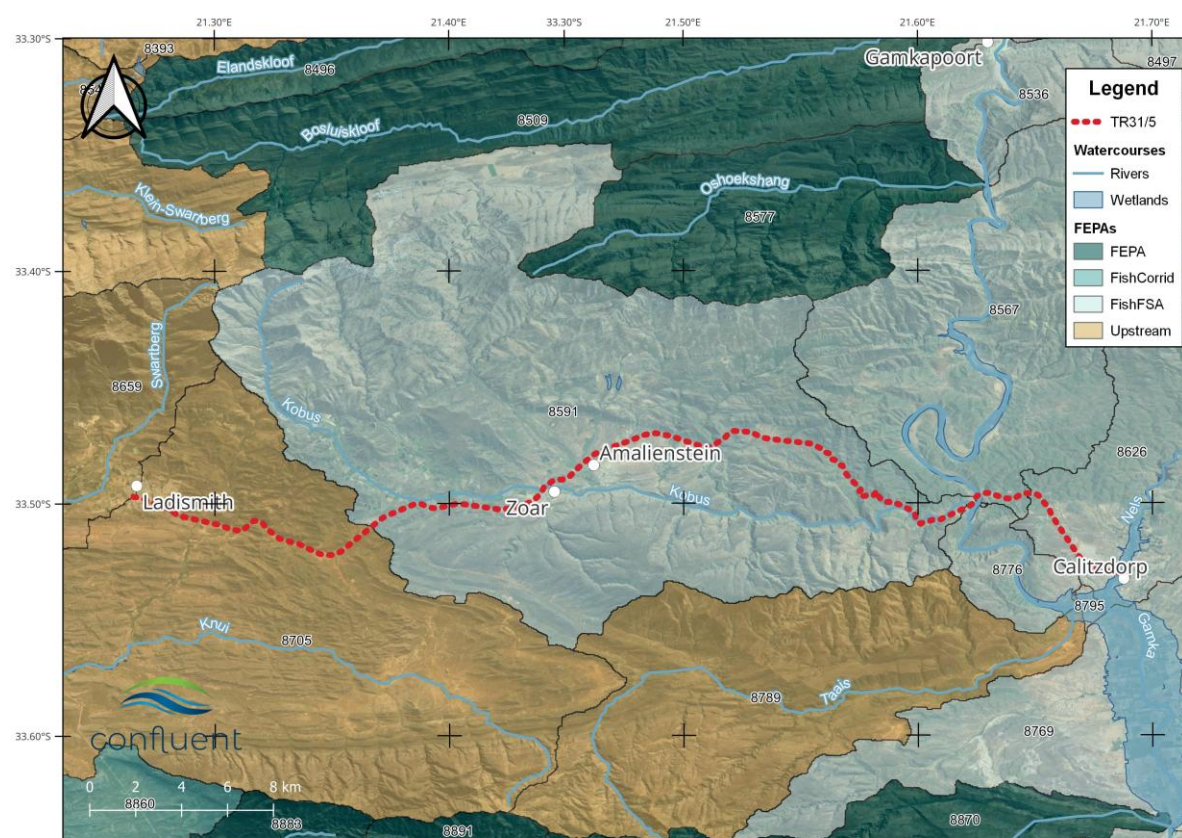 21.30°E
21.40°E
33.30°S
21.50°E
21.60°E
21.70°E
33.30°S
8393
Elandskloof
8496
Gamkapoort
8497
8536
Legend
TR31/5
Watercourses
Rivers
Wetlands
FEPAs
FEPA
FishCorrid
FishFSA
Upstream
Bosluiskloof
8509
Oshoekshang
8577
Klein-Swartberg
33.40°S
8567
Swartberg
8659
Kobus
8591
Amalienstein
8626
Nels
33.50°S
Ladismith
Zoar
Kobus
8776
Calitzdorp
8795
Gamka
Knui
8705
Taais
8789
8769
33.60°S
confluent
0 2 4 6 8 km
8860
8883
8891
8870